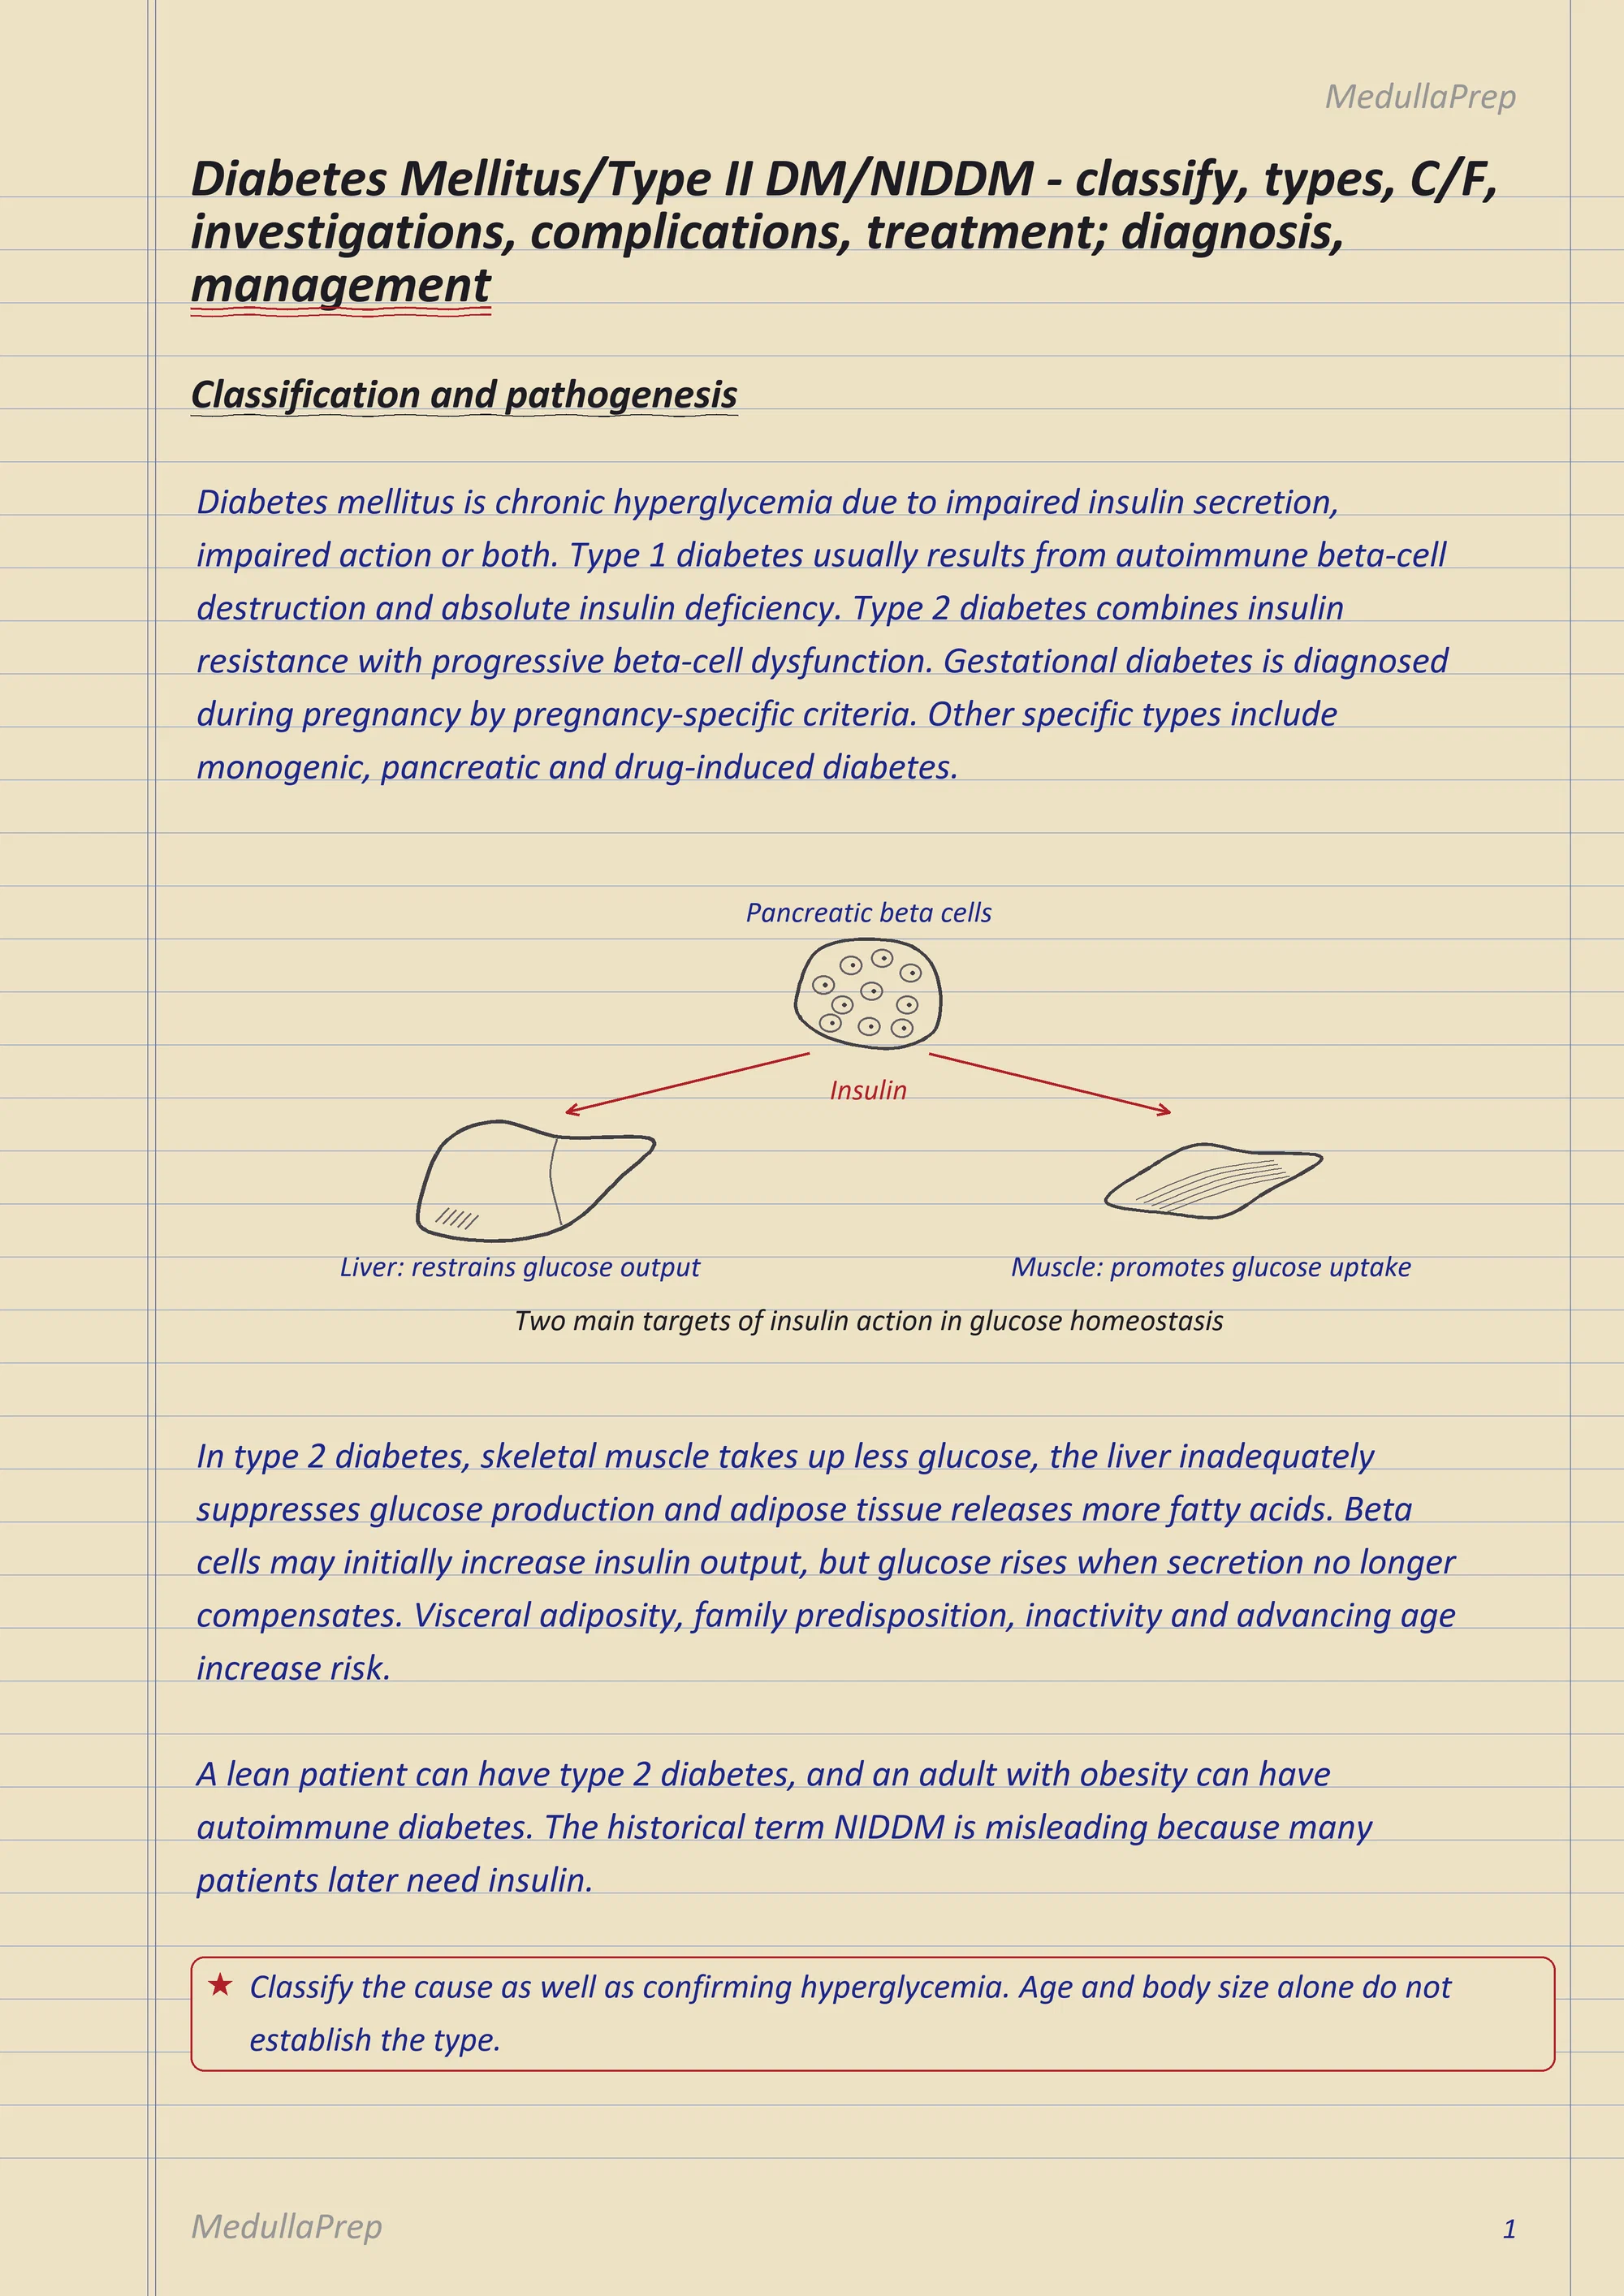 MedullaPrep
Diabetes Mellitus/Type II DM/NIDDM - classify, types, C/F,
investigations, complications, treatment; diagnosis,
management
Classification and pathogenesis
Diabetes mellitus is chronic hyperglycemia due to impaired insulin secretion,
impaired action or both. Type 1 diabetes usually results from autoimmune beta-cell
destruction and absolute insulin deficiency. Type 2 diabetes combines insulin
resistance with progressive beta-cell dysfunction. Gestational diabetes is diagnosed
during pregnancy by pregnancy-specific criteria. Other specific types include
monogenic, pancreatic and drug-induced diabetes.
Pancreatic beta cells
Insulin
Liver: restrains glucose output
Muscle: promotes glucose uptake
Two main targets of insulin action in glucose homeostasis
In type 2 diabetes, skeletal muscle takes up less glucose, the liver inadequately
suppresses glucose production and adipose tissue releases more fatty acids. Beta
cells may initially increase insulin output, but glucose rises when secretion no longer
compensates. Visceral adiposity, family predisposition, inactivity and advancing age
increase risk.
A lean patient can have type 2 diabetes, and an adult with obesity can have
autoimmune diabetes. The historical term NIDDM is misleading because many
patients later need insulin.
★ Classify the cause as well as confirming hyperglycemia. Age and body size alone do not
establish the type.
MedullaPrep
1